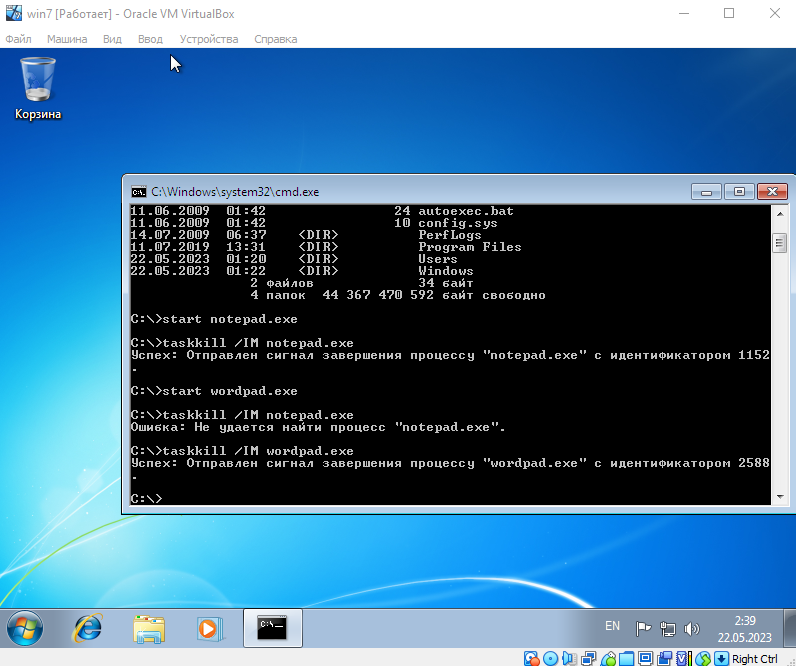 win7 [Работает] - Oracle VM VirtualBox
Файл Машина Вид Ввод Устройства Справка
Корзина
C:\Windows\system32\cmd.exe
11.06.2009 01:42 24 autoexec.bat
11.06.2009 01:42 10 config.sys
14.07.2009 06:37 <DIR> PerfLogs
11.07.2019 13:31 <DIR> Program Files
22.05.2023 01:20 <DIR> Users
22.05.2023 01:22 <DIR> Windows
2 файлов 34 байт
4 папок 44 367 470 592 байт свободно
C:\>start notepad.exe
C:\>taskkill /IM notepad.exe
Успех: Отправлен сигнал завершения процессу "notepad.exe" с идентификатором 1152
.
C:\>start wordpad.exe
C:\>taskkill /IM notepad.exe
Ошибка: Не удается найти процесс "notepad.exe".
C:\>taskkill /IM wordpad.exe
Успех: Отправлен сигнал завершения процессу "wordpad.exe" с идентификатором 2588
.
C:\>
EN
2:39
22.05.2023
Right Ctrl